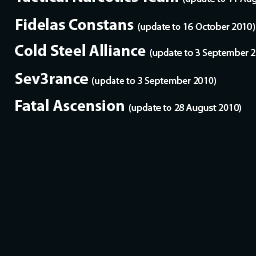 Tactical Narcotics Team (update to 11 Aug
Fidelas Constans (update to 16 October 2010)
Cold Steel Alliance (update to 3 September 2
Sev3rance (update to 3 September 2010)
Fatal Ascension (update to 28 August 2010)